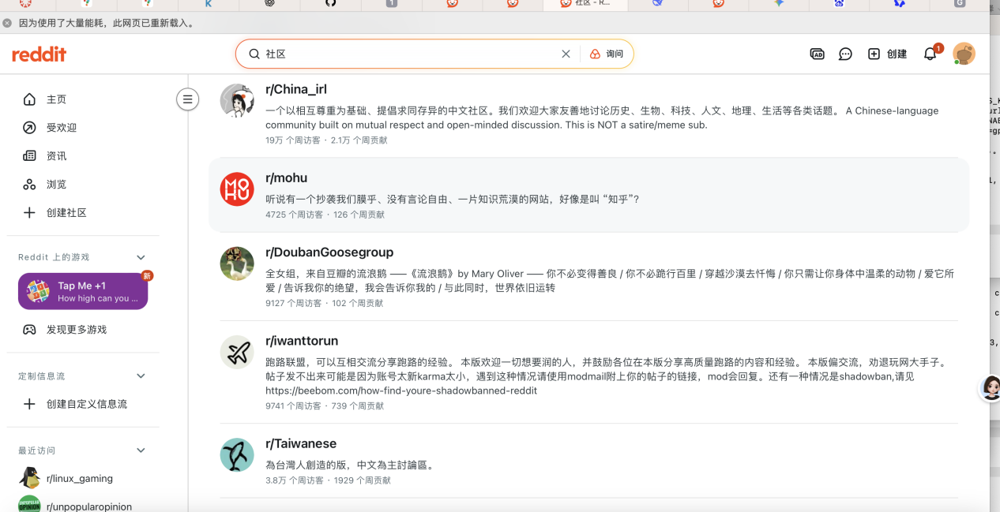 1
社区 - R...
G
因为使用了大量能耗，此网页已重新载入。
reddit
社区
询问
AD
创建
1
主页
受欢迎
资讯
浏览
创建社区
Reddit 上的游戏
新
Tap Me +1
How high can you ...
发现更多游戏
定制信息流
创建自定义信息流
最近访问
r/linux_gaming
UNPOPULAR
OPINION
r/unpopularopinion
r/China_irl
一个以相互尊重为基础、提倡求同存异的中文社区。我们欢迎大家友善地讨论历史、生物、科技、人文、地理、生活等各类话题。 A Chinese-language
community built on mutual respect and open-minded discussion. This is NOT a satire/meme sub.
19万 个周访客 · 2.1万 个周贡献
MO
HU
r/mohu
听说有一个抄袭我们膜乎、没有言论自由、一片知识荒漠的网站，好像是叫 “知乎”？
4725 个周访客 · 126 个周贡献
r/DoubanGoosegroup
全女组，来自豆瓣的流浪鹅 ——《流浪鹅》by Mary Oliver —— 你不必变得善良 / 你不必跪行百里 / 穿越沙漠去忏悔 / 你只需让你身体中温柔的动物 / 爱它所
爱 / 告诉我你的绝望，我会告诉你我的 / 与此同时，世界依旧运转
9127 个周访客 · 102 个周贡献
r/iwanttorun
跑路联盟，可以互相交流分享跑路的经验。 本版欢迎一切想要润的人，并鼓励各位在本版分享高质量跑路的内容和经验。 本版偏交流，劝退玩网大手子。
帖子发不出来可能是因为账号太新karma太小，遇到这种情况请使用modmail附上你的帖子的链接，mod会回复。还有一种情况是shadowban,请见
https://beebom.com/how-find-youre-shadowbanned-reddit
9741 个周访客 · 739 个周贡献
r/Taiwanese
為台灣人創造的版，中文為主討論區。
3.8万 个周访客 · 1929 个周贡献